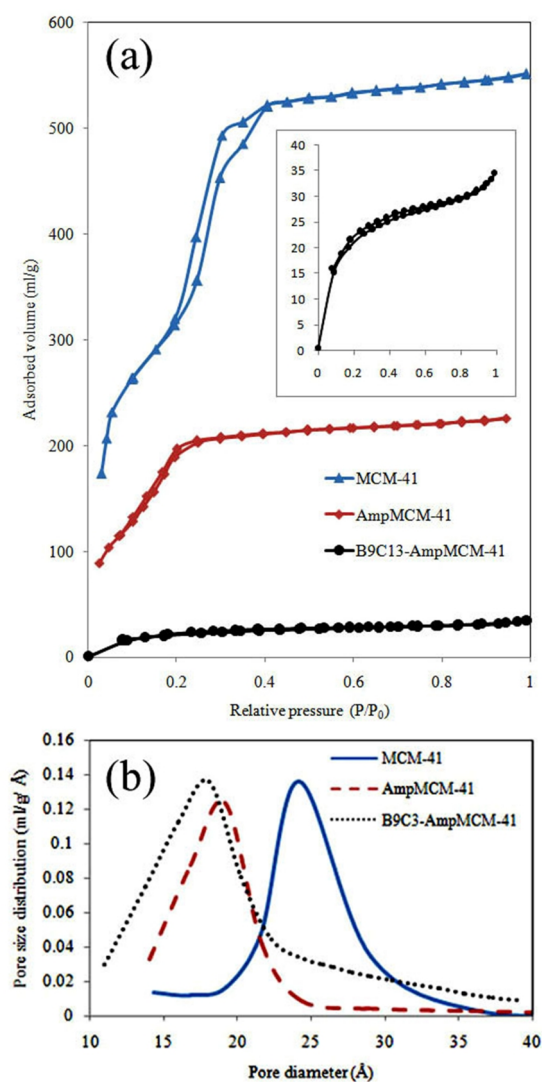 (a)
600
500
400
300
200
100
0
Adsorbed volume (ml/g)
40
35
30
25
20
15
10
5
0
0 0.2 0.4 0.6 0.8 1
MCM-41
AmpMCM-41
B9C13-AmpMCM-41
0 0.2 0.4 0.6 0.8 1
Relative pressure (P/P0)
(b)
0.16
0.14
0.12
0.1
0.08
0.06
0.04
0.02
0
Pore size distribution (ml/g/ Å)
MCM-41
AmpMCM-41
B9C3-AmpMCM-41
10 15 20 25 30 35 40
Pore diameter (Å)